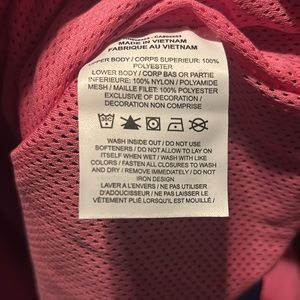 MADE IN VIETNAM
FABRIQUE AU VIETNAM
UPPER BODY / CORPS SUPERIEUR: 100%
POLYESTER
LOWER BODY / CORP BAS OR PARTIE
INFERIEURE: 100% NYLON / POLYAMIDE
MESH / MAILLE FILET: 100% POLYESTER
EXCLUSIVE OF DECORATION /
DECORATION NON COMPRISE
WASH INSIDE OUT / DO NOT USE
SOFTENERS / DO NOT ALLOW TO LAY ON
ITSELF WHEN WET / WASH WITH LIKE
COLORS / FASTEN ALL CLOSURES TO WASH
AND DRY / REMOVE IMMEDIATELY / DO NOT
IRON DESIGN
LAVER A L'ENVERS / NE PAS UTILISER
D'ADOUCISSEUR / NE PAS LAISSER LE
VÊTEMENT PLIÉ LORSQU'IL EST MOUILLÉ /